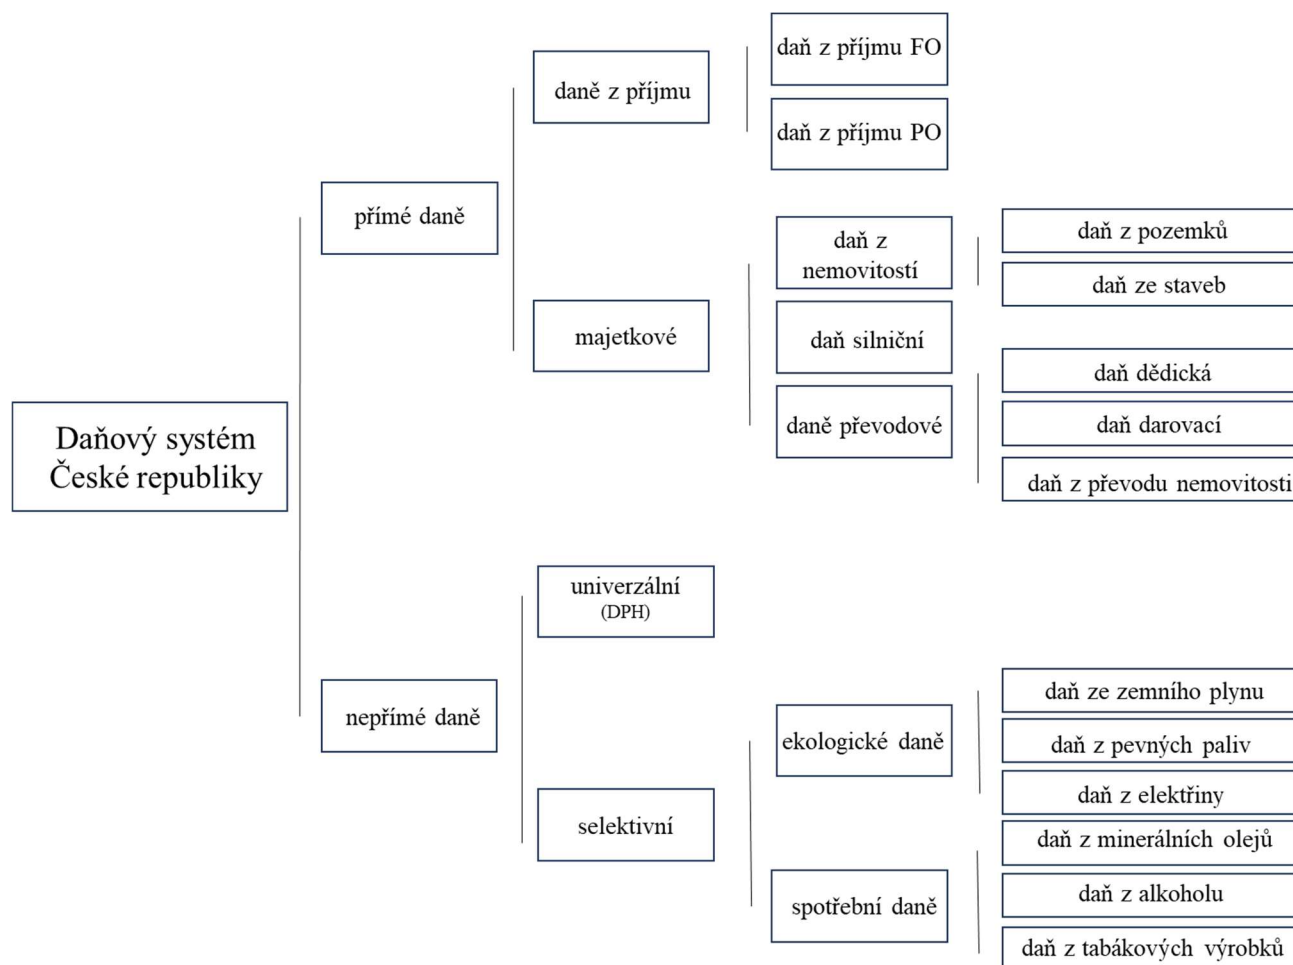 Daňový systém
České republiky
přímé daně
daně z příjmu
daň z příjmu FO
daň z příjmu PO
majetkové
daň z
nemovitostí
daň z pozemků
daň ze staveb
daň silniční
daně převodové
daň dědická
daň darovací
daň z převodu nemovitosti
nepřímé daně
univerzální
(DPH)
selektivní
ekologické daně
daň ze zemního plynu
daň z pevných paliv
daň z elektřiny
spotřební daně
daň z minerálních olejů
daň z alkoholu
daň z tabákových výrobků